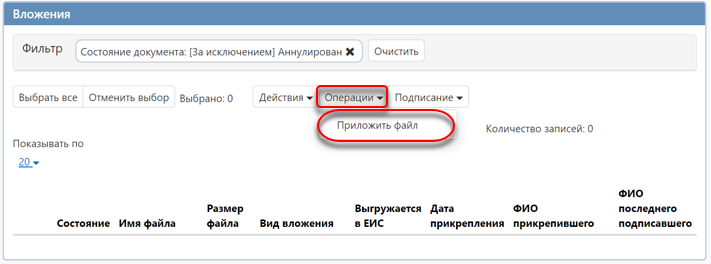 Вложения
Фильтр Состояние документа: [За исключением] Аннулирован ✖ Очистить
Выбрать все Отменить выбор Выбрано: 0 Действия Операции Подписание
Приложить файл
Количество записей: 0
Показывать по
20
Состояние Имя файла Размер файла Вид вложения Выгружается в ЕИС Дата прикрепления ФИО прикрепившего ФИО последнего подписавшего